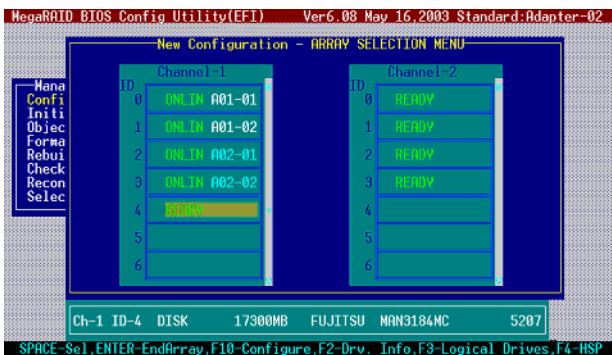 MegaRAID BIOS Config Utility(EFI) Ver6.08 May 16,2003 Standard:Adapter-02
New Configuration - ARRAY SELECTION MENU
Channel-1 Channel-2
ID ID
Mana
Confi 0 ONLIN A01-01 0 READY
Initi
Objec 1 ONLIN A01-02 1 READY
Forma
Rebui 2 ONLIN A02-01 2 READY
Check
Recon 3 ONLIN A02-02 3 READY
Selec
4 READY 4
5 5
6 6
Ch-1 ID-4 DISK 17300MB FUJITSU MAN3184MC 5207
SPACE-Sel,ENTER-EndArray,F10-Configure,F2-Drv. Info,F3-Logical Drives,F4-HSP